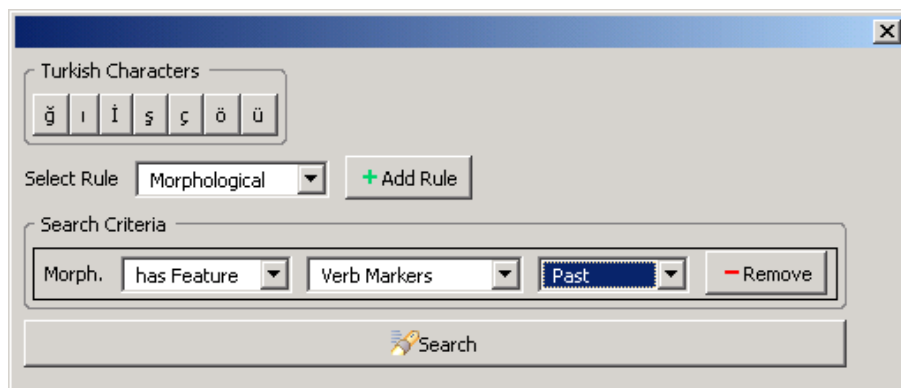 Turkish Characters
ğ ı İ ş ç ö ü
Select Rule Morphological + Add Rule
Search Criteria
Morph. has Feature Verb Markers Past Remove
Search